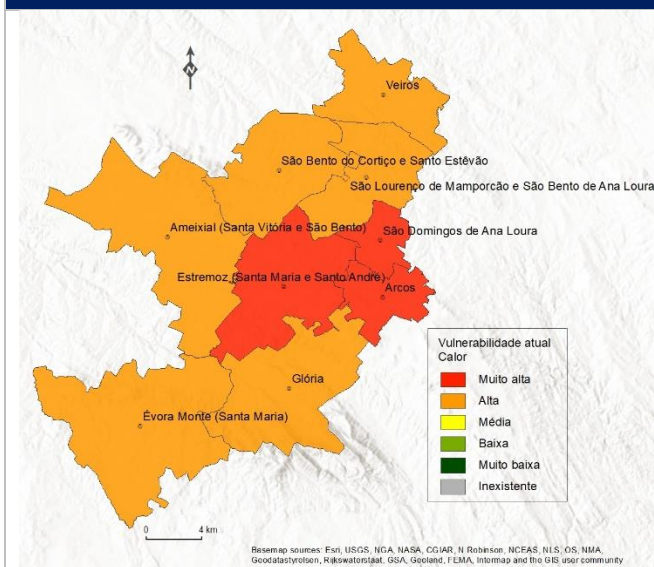 N
Veiros
São Bento do Cortiço e Santo Estêvão
São Lourenço de Mamporcão e São Bento de Ana Loura
Ameixial (Santa Vitória e São Bento)
São Domingos de Ana Loura
Estremoz (Santa Maria e Santo André)
Arcos
Glória
Évora Monte (Santa Maria)
Vulnerabilidade atual
Calor
Muito alta
Alta
Média
Baixa
Muito baixa
Inexistente
0 4 km
Basemap sources: Esri, USGS, NGA, NASA, CGIAR, N Robinson, NCEAS, NLS, OS, NMA,
Geodatastyrelsen, Rijkswaterstaat, GSA, Geoland, FEMA, Intermap and the GIS user community